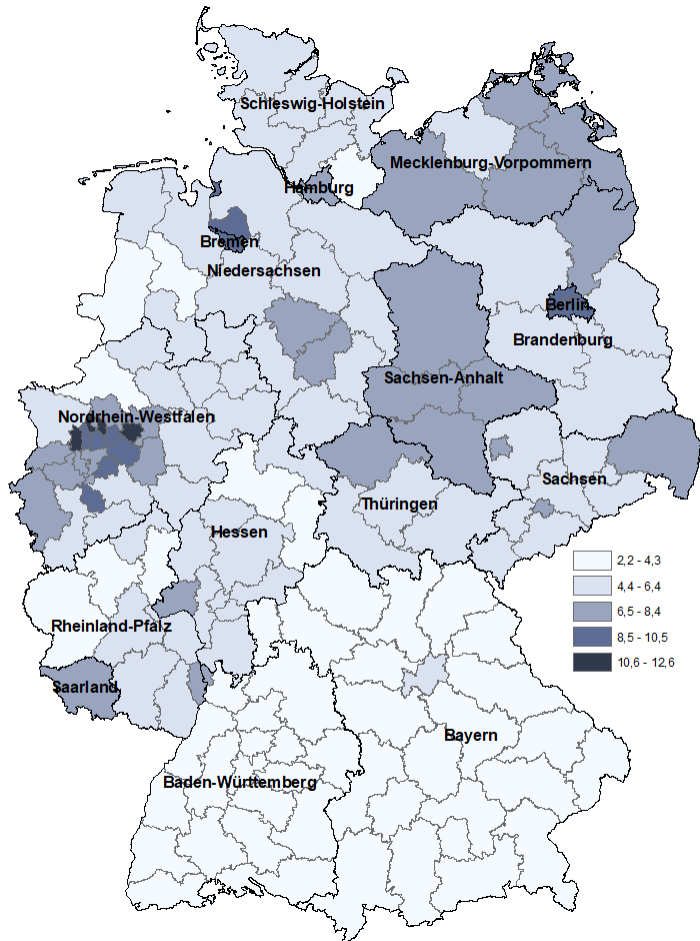 Schleswig-Holstein
Mecklenburg-Vorpommern
Hamburg
Bremen
Niedersachsen
Berlin
Brandenburg
Sachsen-Anhalt
Nordrhein-Westfalen
Sachsen
Thüringen
Hessen
2,2 - 4,3
4,4 - 6,4
6,5 - 8,4
8,5 - 10,5
10,6 - 12,6
Rheinland-Pfalz
Saarland
Bayern
Baden-Württemberg